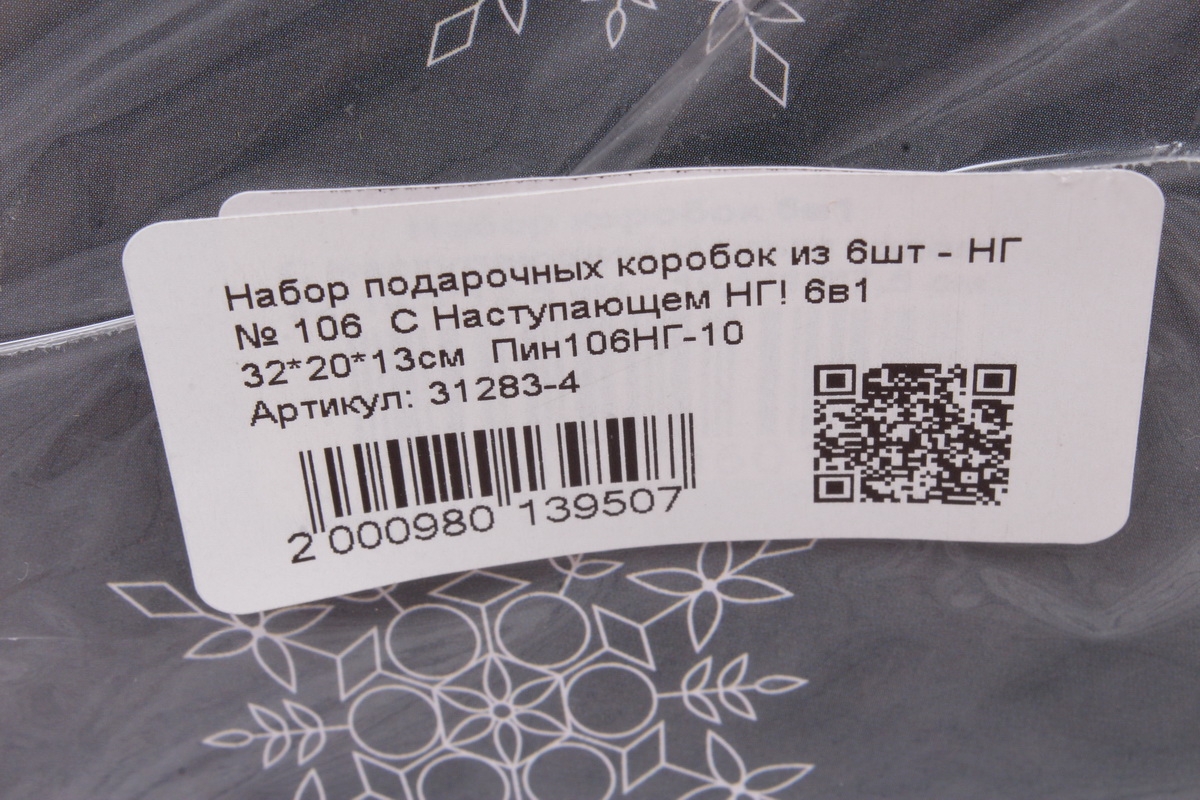 Набор подарочных коробок из 6шт - НГ
№ 106 С Наступающем НГ! 6в1
32*20*13см Пин106НГ-10
Артикул: 31283-4
2 000980 139507